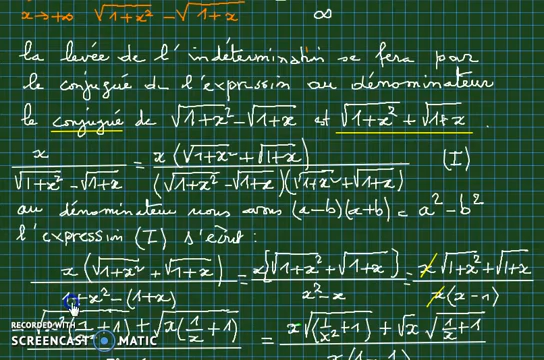 x→+∞ √(1+x²) - √(1+x) ∞
la levée de l'indétermination se fera par
le conjugué de l'expression au dénominateur
le conjugué de √(1+x²) - √(1+x) est √(1+x²) + √(1+x).
x/(√(1+x²) - √(1+x)) = x(√(1+x²) + √(1+x))/((√(1+x²) - √(1+x))(√(1+x²) + √(1+x))) (I)
au dénominateur nous avons (a-b)(a+b) = a² - b²
l'expression (I) s'écrit :
x(√(1+x²) + √(1+x))/(1+x² - (1+x)) = x[√(1+x²) + √(1+x)]/(x² - x) = x √(1+x²) + √(1+x)/(x(x-1))
+ √(x(1/x + 1)) = x√(1/x² + 1) + √x √(1/x + 1)
RECORDED WITH
SCREENCAST-O-MATIC